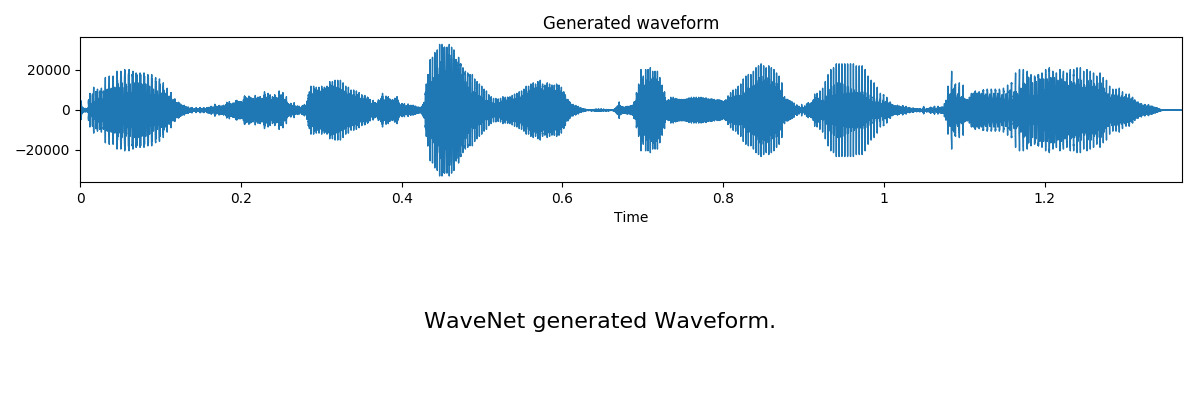 Generated waveform
20000
0
−20000
0 0.2 0.4 0.6 0.8 1 1.2
Time
WaveNet generated Waveform.